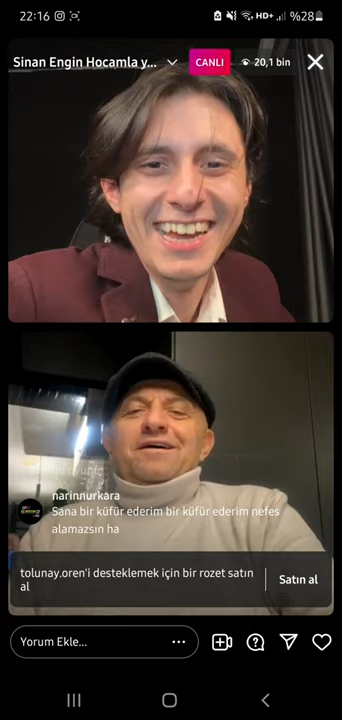 22:16 HD+ %28
Sinan Engin Hocamla y... CANLI 20,1 bin
narinnurkara
Sana bir küfür ederim bir küfür ederim nefes
alamazsın ha
tolunay.oren'i desteklemek için bir rozet satın
al
Satın al
Yorum Ekle...